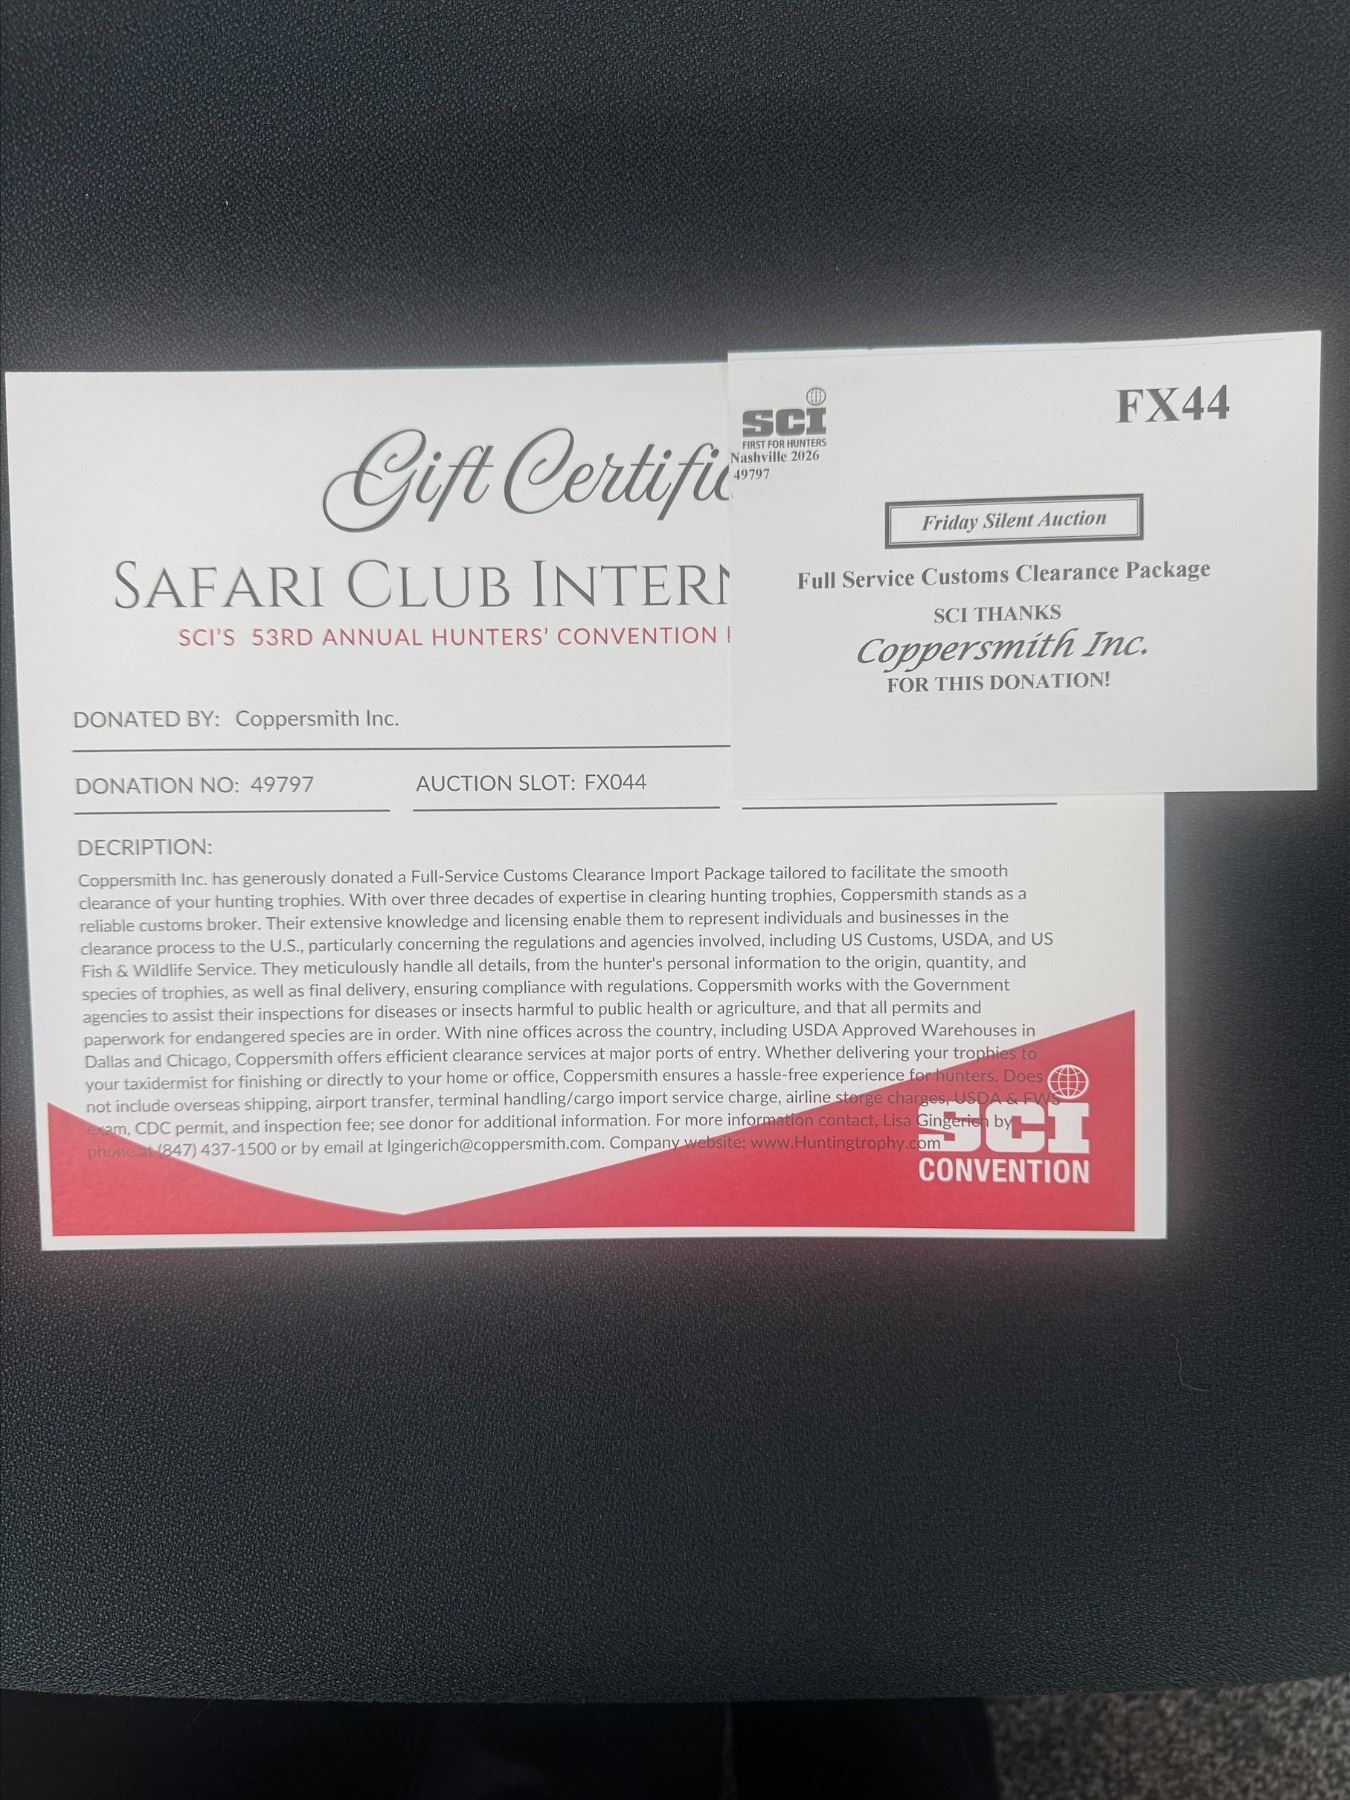 Gift Certific
SAFARI CLUB INTERN
SCI'S 53RD ANNUAL HUNTERS' CONVENTION
DONATED BY: Coppersmith Inc.
DONATION NO: 49797
AUCTION SLOT: FX044
DECRIPTION:
Coppersmith Inc. has generously donated a Full-Service Customs Clearance Import Package tailored to facilitate the smooth
clearance of your hunting trophies. With over three decades of expertise in clearing hunting trophies, Coppersmith stands as a
reliable customs broker. Their extensive knowledge and licensing enable them to represent individuals and businesses in the
clearance process to the U.S., particularly concerning the regulations and agencies involved, including US Customs, USDA, and US
Fish & Wildlife Service. They meticulously handle all details, from the hunter's personal information to the origin, quantity, and
species of trophies, as well as final delivery, ensuring compliance with regulations. Coppersmith works with the Government
agencies to assist their inspections for diseases or insects harmful to public health or agriculture, and that all permits and
paperwork for endangered species are in order. With nine offices across the country, including USDA Approved Warehouses in
Dallas and Chicago, Coppersmith offers efficient clearance services at major ports of entry. Whether delivering your trophies to
your taxidermist for finishing or directly to your home or office, Coppersmith ensures a hassle-free experience for hunters. Does
not include overseas shipping, airport transfer, terminal handling/cargo import service charge, airline storge charges, USDA & FWS
exam, CDC permit, and inspection fee; see donor for additional information. For more information contact, Lisa Gingerich by
phone at (847) 437-1500 or by email at lgingerich@coppersmith.com. Company website: www.Huntingtrophy.com
SCI
CONVENTION
SCI
FIRST FOR HUNTERS
Nashville 2026
49797
FX44
Friday Silent Auction
Full Service Customs Clearance Package
SCI THANKS
Coppersmith Inc.
FOR THIS DONATION!